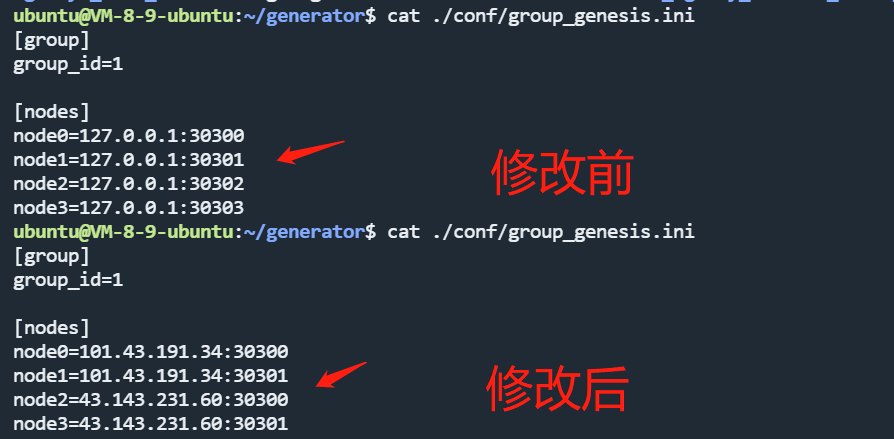 ubuntu@VM-8-9-ubuntu:~/generator$ cat ./conf/group_genesis.ini
[group]
group_id=1
[nodes]
node0=127.0.0.1:30300
node1=127.0.0.1:30301
修改前
node2=127.0.0.1:30302
node3=127.0.0.1:30303
ubuntu@VM-8-9-ubuntu:~/generator$ cat ./conf/group_genesis.ini
[group]
group_id=1
[nodes]
node0=101.43.191.34:30300
node1=101.43.191.34:30301
修改后
node2=43.143.231.60:30300
node3=43.143.231.60:30301